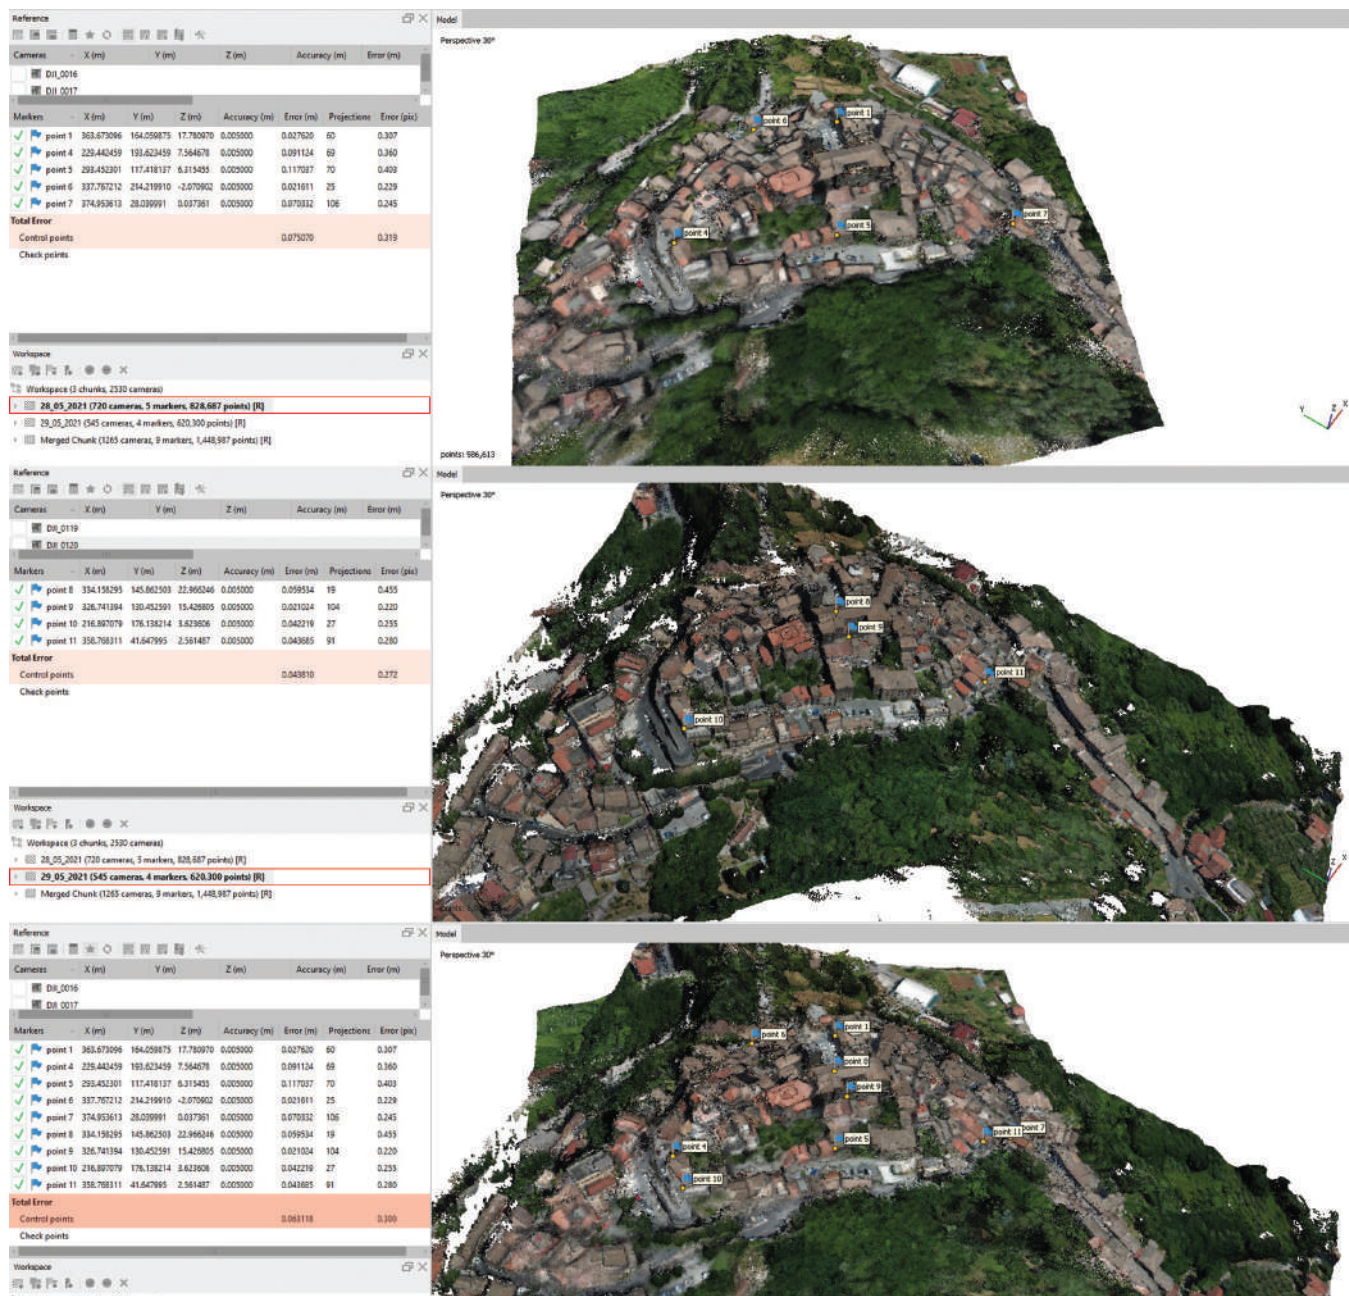 Reference
Cameras X (m) Y (m) Z (m) Accuracy (m) Error (m)
DJI_0016
DJI_0017
Markers X (m) Y (m) Z (m) Accuracy (m) Error (m) Projections Error (pix)
point 1 363.673096 164.059875 17.780970 0.005000 0.027620 60 0.307
point 4 229.442459 193.623459 7.564678 0.005000 0.091124 69 0.360
point 5 293.452301 117.418137 6.315455 0.005000 0.117037 70 0.403
point 6 337.767212 214.219910 -2.070902 0.005000 0.021611 25 0.229
point 7 374.953613 28.039991 0.037361 0.005000 0.070332 106 0.245
Total Error
Control points 0.075070 0.319
Check points
Workspace
Workspace (3 chunks, 2530 cameras)
28_05_2021 (720 cameras, 5 markers, 828,687 points) [R]
29_05_2021 (545 cameras, 4 markers, 620,300 points) [R]
Merged Chunk (1265 cameras, 9 markers, 1,448,987 points) [R]
Model
Perspective 30°
point 6
point 1
point 7
point 5
point 4
X
Z
Y
points: 586,613
Reference
Cameras X (m) Y (m) Z (m) Accuracy (m) Error (m)
DJI_0119
DJI_0120
Markers X (m) Y (m) Z (m) Accuracy (m) Error (m) Projections Error (pix)
point 8 334.158295 145.862503 22.966246 0.005000 0.059534 19 0.455
point 9 326.741394 130.452591 15.426805 0.005000 0.021024 104 0.220
point 10 216.897079 176.138214 3.623606 0.005000 0.042219 27 0.255
point 11 358.768311 41.647995 2.561487 0.005000 0.043685 91 0.280
Total Error
Control points 0.043810 0.272
Check points
Workspace
Workspace (3 chunks, 2530 cameras)
28_05_2021 (720 cameras, 5 markers, 828,687 points) [R]
29_05_2021 (545 cameras, 4 markers, 620,300 points) [R]
Merged Chunk (1265 cameras, 9 markers, 1,448,987 points) [R]
Model
Perspective 30°
point 8
point 9
point 11
point 10
X
Z
Reference
Cameras X (m) Y (m) Z (m) Accuracy (m) Error (m)
DJI_0016
DJI_0017
Markers X (m) Y (m) Z (m) Accuracy (m) Error (m) Projections Error (pix)
point 1 363.673096 164.059875 17.780970 0.005000 0.027620 60 0.307
point 4 229.442459 193.623459 7.564678 0.005000 0.091124 69 0.360
point 5 293.452301 117.418137 6.315455 0.005000 0.117037 70 0.403
point 6 337.767212 214.219910 -2.070902 0.005000 0.021611 25 0.229
point 7 374.953613 28.039991 0.037361 0.005000 0.070332 106 0.245
point 8 334.158295 145.862503 22.966246 0.005000 0.059534 19 0.455
point 9 326.741394 130.452591 15.426805 0.005000 0.021024 104 0.220
point 10 216.897079 176.138214 3.623606 0.005000 0.042219 27 0.255
point 11 358.768311 41.647995 2.561487 0.005000 0.043685 91 0.280
Total Error
Control points 0.063118 0.300
Check points
Workspace
Model
Perspective 30°
point 6
point 1
point 8
point 9
point 11
point 7
point 5
point 4
point 10